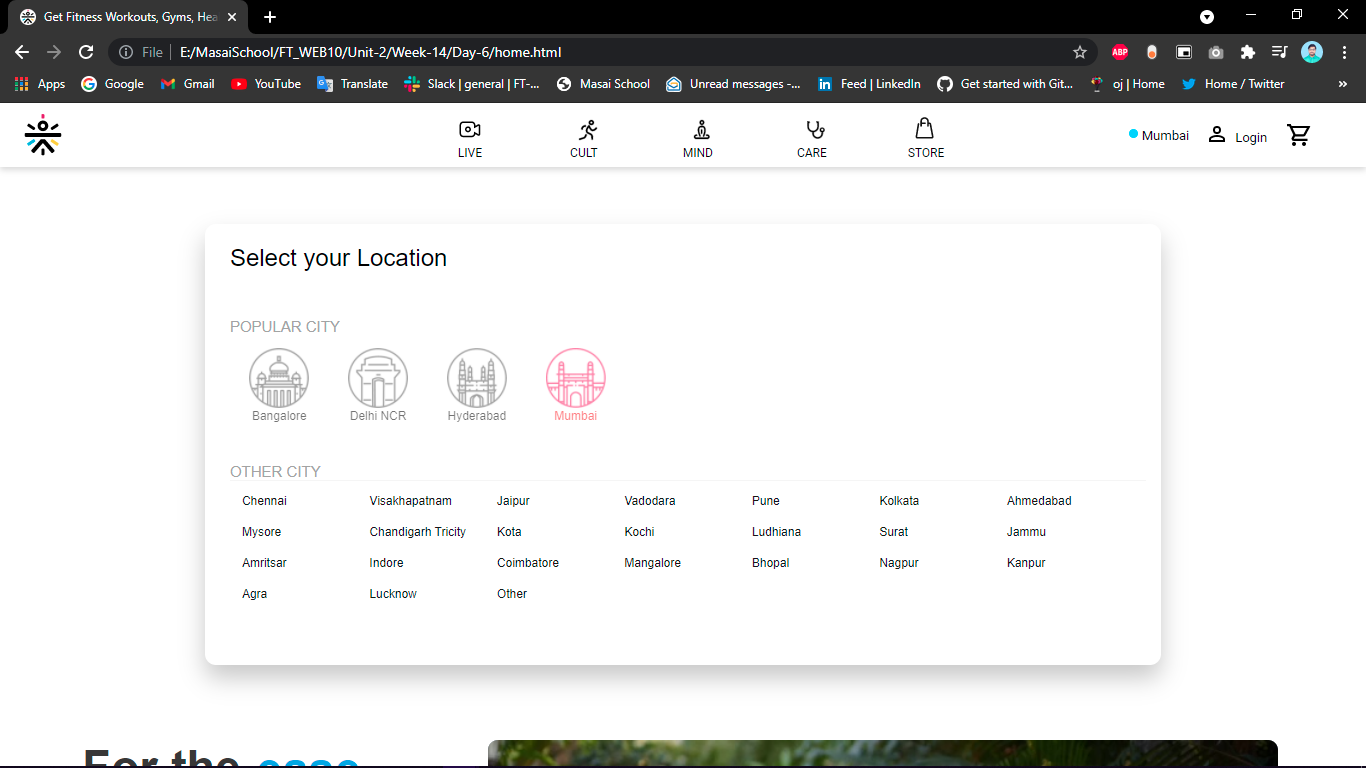 Get Fitness Workouts, Gyms, Hea
File E:/MasaiSchool/FT_WEB10/Unit-2/Week-14/Day-6/home.html
ABP
Apps Google Gmail YouTube Translate Slack | general | FT-... Masai School Unread messages -... Feed | LinkedIn Get started with Git... oj | Home Home / Twitter »
LIVE CULT MIND CARE STORE Mumbai Login
Select your Location
POPULAR CITY
Bangalore Delhi NCR Hyderabad Mumbai
OTHER CITY
Chennai Visakhapatnam Jaipur Vadodara Pune Kolkata Ahmedabad
Mysore Chandigarh Tricity Kota Kochi Ludhiana Surat Jammu
Amritsar Indore Coimbatore Mangalore Bhopal Nagpur Kanpur
Agra Lucknow Other
For the ease